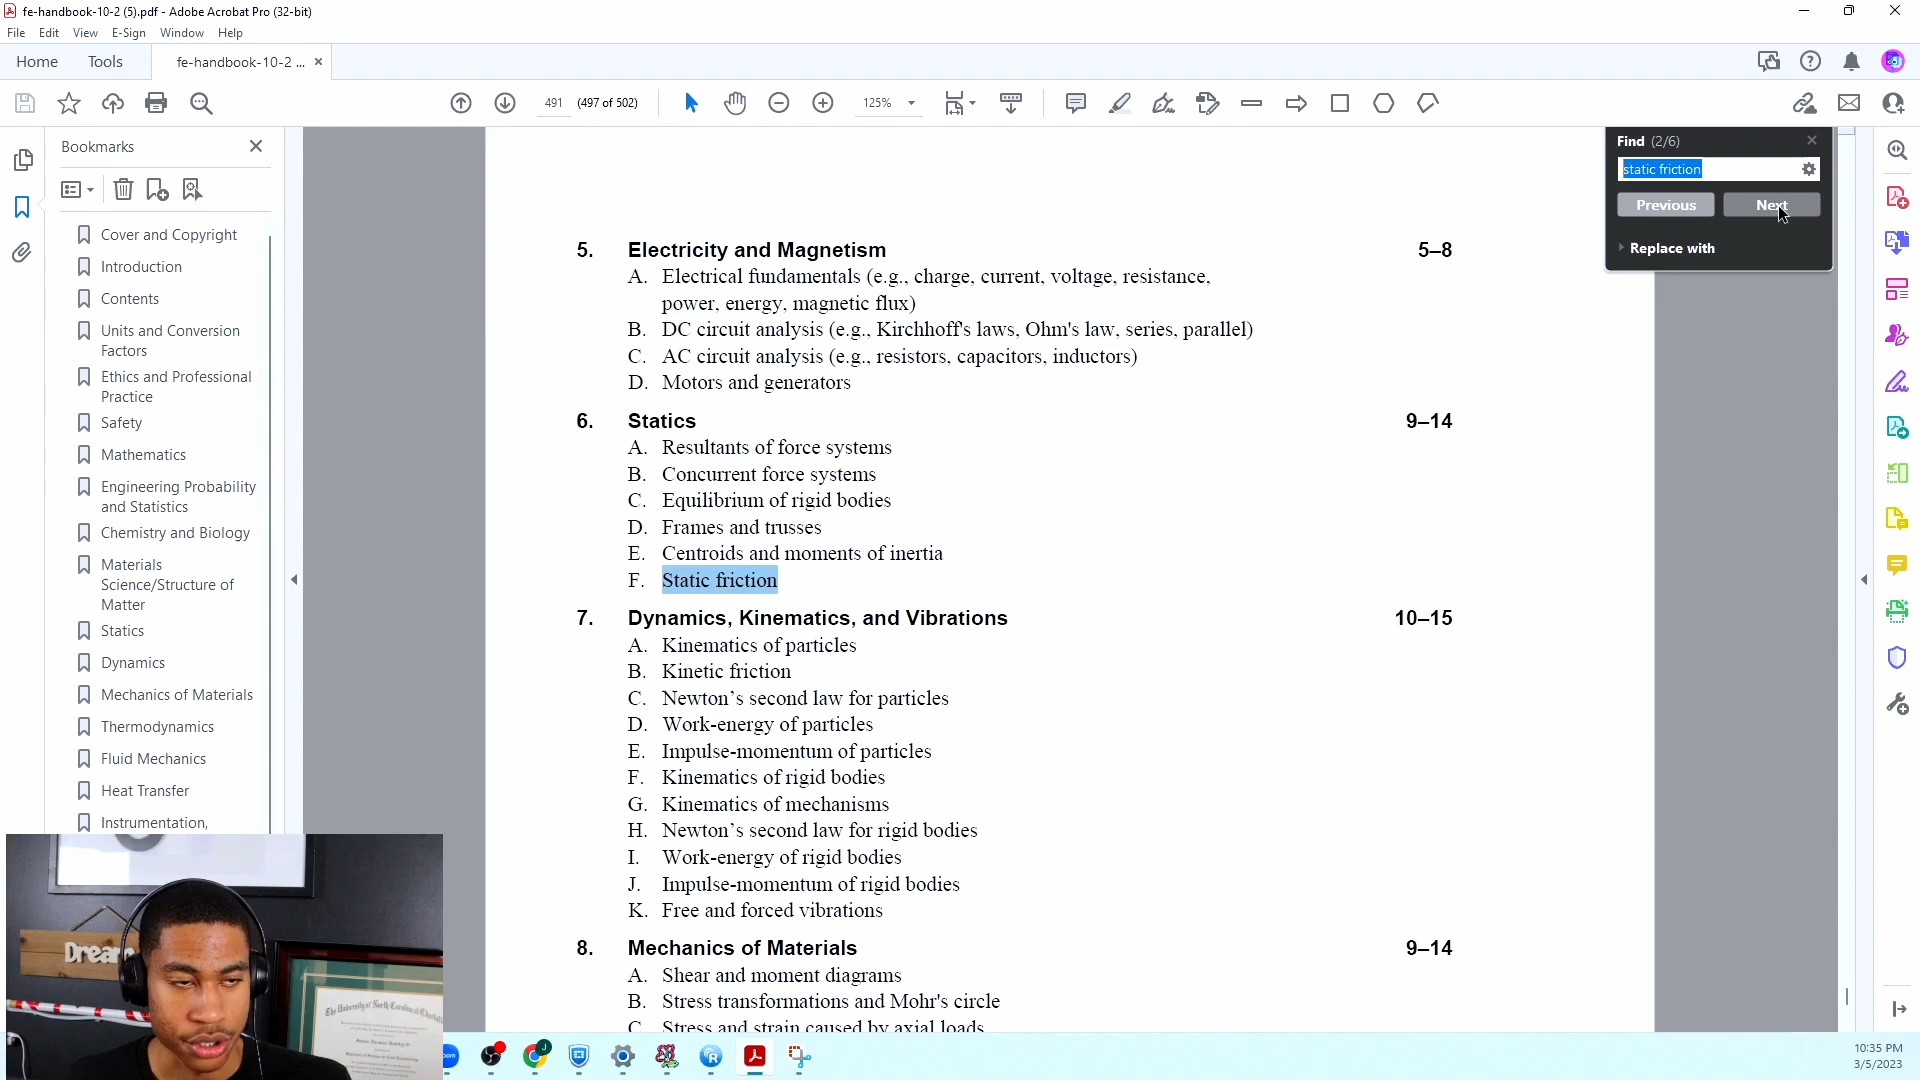 fe-handbook-10-2 (5).pdf - Adobe Acrobat Pro (32-bit)
File Edit View E-Sign Window Help
Home Tools fe-handbook-10-2 ... ×
491 (497 of 502) 125%
Bookmarks
Cover and Copyright
Introduction
Contents
Units and Conversion
Factors
Ethics and Professional
Practice
Safety
Mathematics
Engineering Probability
and Statistics
Chemistry and Biology
Materials
Science/Structure of
Matter
Statics
Dynamics
Mechanics of Materials
Thermodynamics
Fluid Mechanics
Heat Transfer
Instrumentation,
5. Electricity and Magnetism 5–8
A. Electrical fundamentals (e.g., charge, current, voltage, resistance,
power, energy, magnetic flux)
B. DC circuit analysis (e.g., Kirchhoff's laws, Ohm's law, series, parallel)
C. AC circuit analysis (e.g., resistors, capacitors, inductors)
D. Motors and generators
6. Statics 9–14
A. Resultants of force systems
B. Concurrent force systems
C. Equilibrium of rigid bodies
D. Frames and trusses
E. Centroids and moments of inertia
F. Static friction
7. Dynamics, Kinematics, and Vibrations 10–15
A. Kinematics of particles
B. Kinetic friction
C. Newton’s second law for particles
D. Work-energy of particles
E. Impulse-momentum of particles
F. Kinematics of rigid bodies
G. Kinematics of mechanisms
H. Newton’s second law for rigid bodies
I. Work-energy of rigid bodies
J. Impulse-momentum of rigid bodies
K. Free and forced vibrations
8. Mechanics of Materials 9–14
A. Shear and moment diagrams
B. Stress transformations and Mohr's circle
C. Stress and strain caused by axial loads
Find (2/6)
static friction
Previous Next
Replace with
Dream
The University of North Carolina at Charlotte
zoom
10:35 PM
3/5/2023